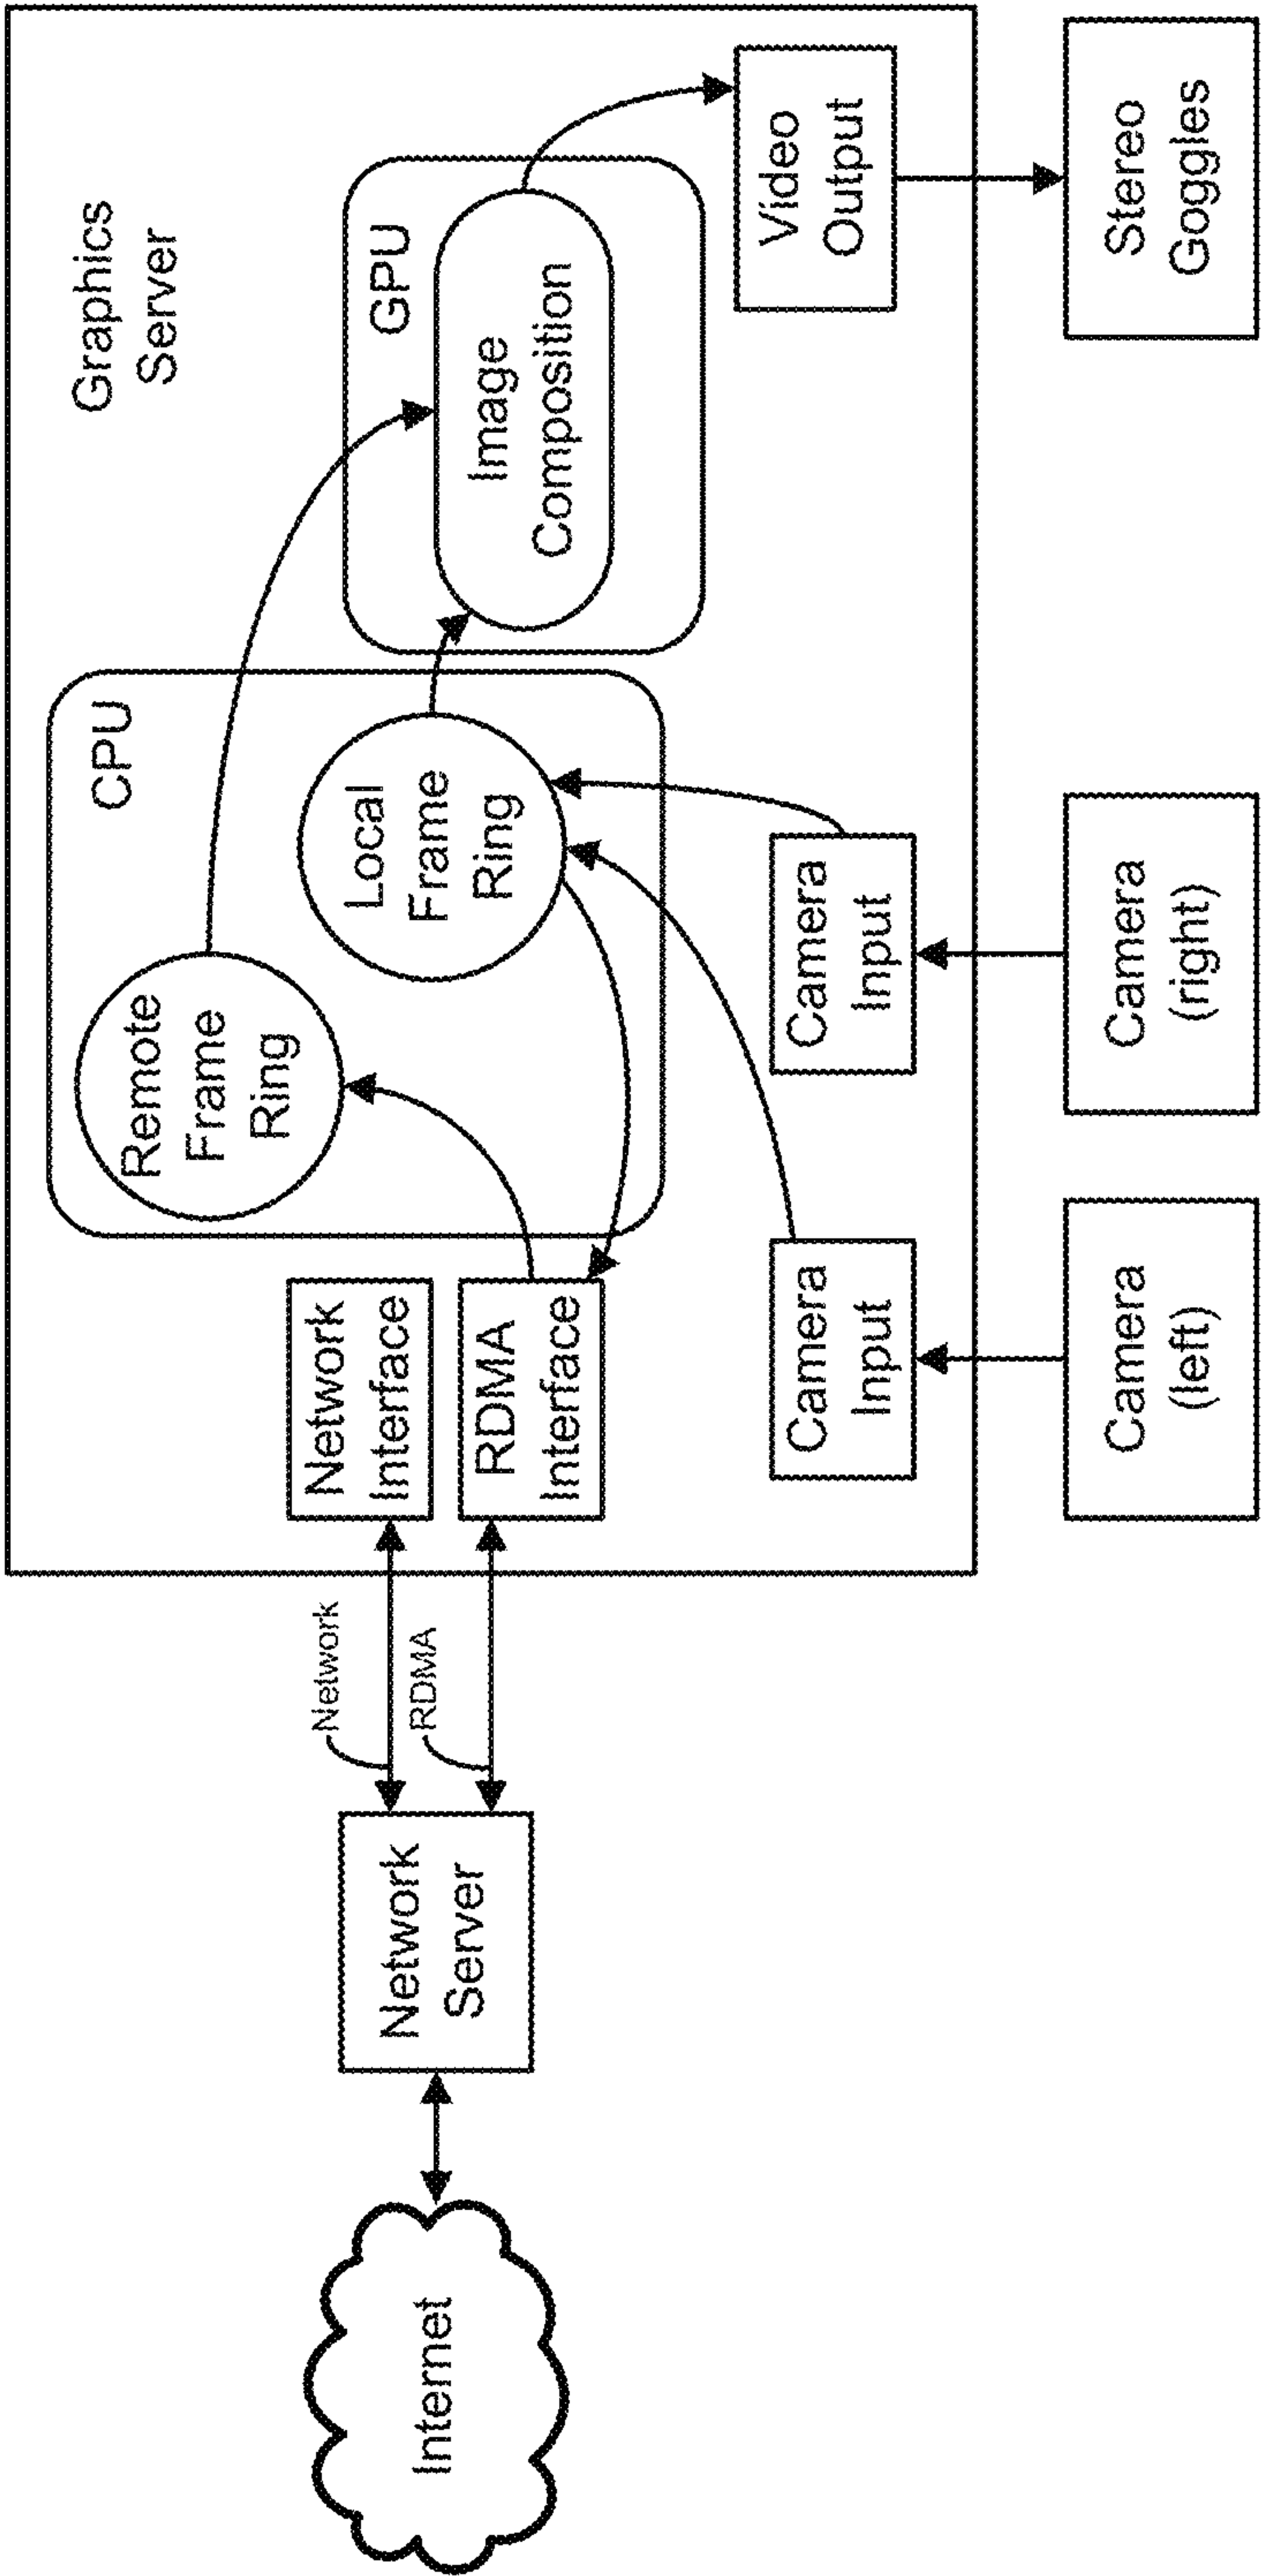 Graphics
Server
CPU
GPU
Remote
Frame
Ring
Local
Frame
Ring
Image
Composition
Network
Interface
RDMA
Interface
Network
RDMA
Network
Server
Internet
Camera
Input
Camera
Input
Video
Output
Camera
(left)
Camera
(right)
Stereo
Goggles